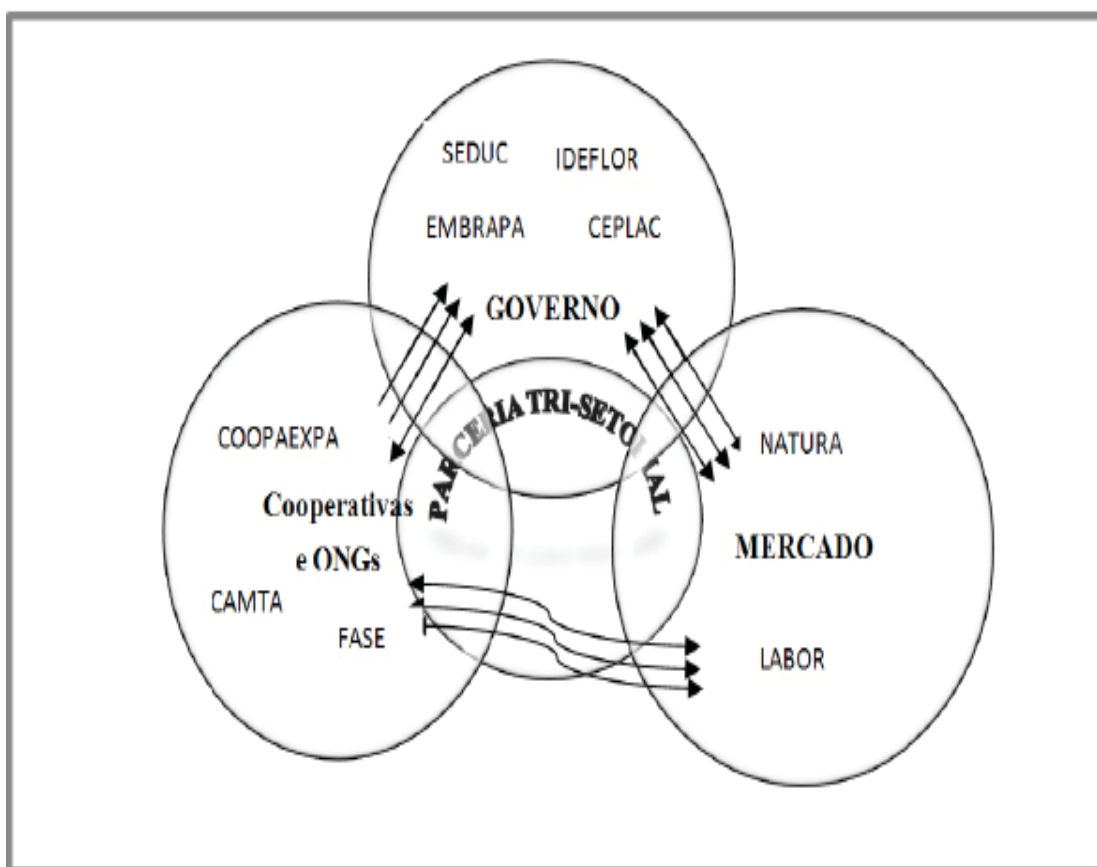 SEDUC IDEFLOR
EMBRAPA CEPLAC
GOVERNO
PARCERIA TRI-SETORIAL
COOPAEXPA
Cooperativas
e ONGs
CAMTA
FASE
NATURA
MERCADO
LABOR